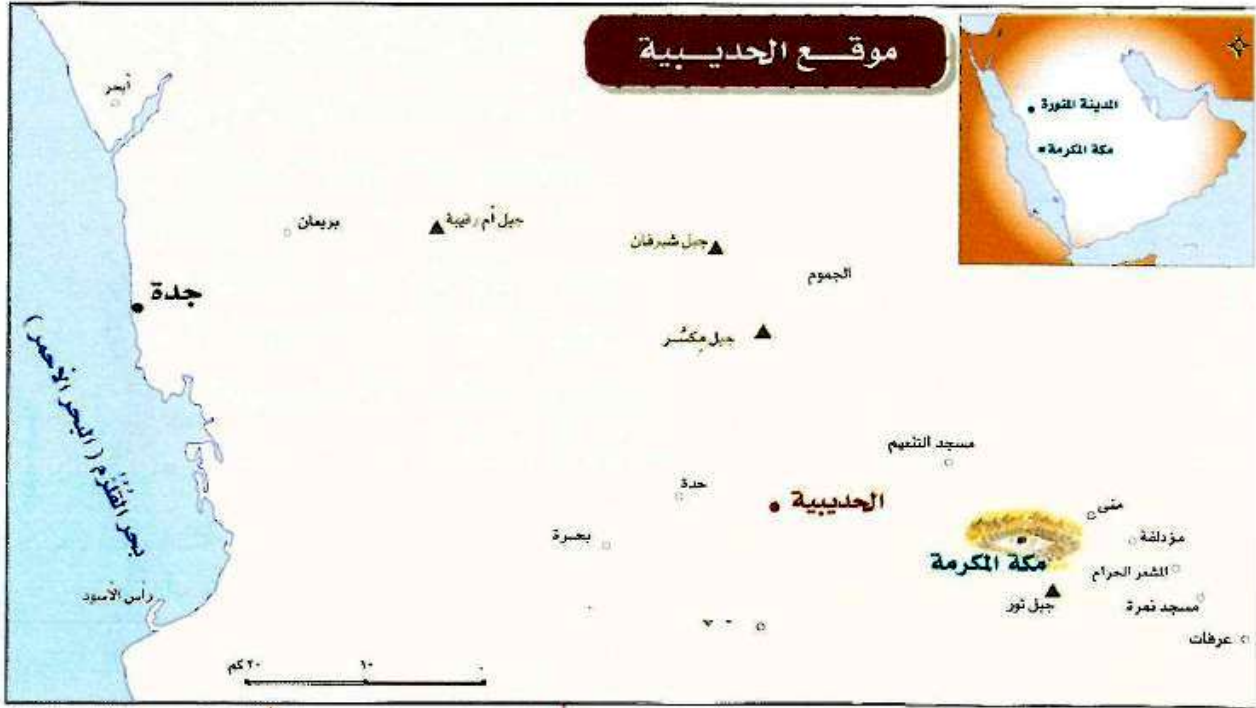 موقع الحديبية
المدينة المنورة
مكة المكرمة
أبحر
بريمان
جبل أم رقيبة
جبل شيرفان
الجموم
جدة
جبل مكسر
بحر القُلْزُم (البحر الأحمر)
مسجد التنعيم
حدة
الحديبية
منى
مزدلفة
بحرة
مكة المكرمة
المشعر الحرام
جبل ثور
مسجد نمرة
رأس الأسود
عرفات
٢٠ كم
١٠
٠